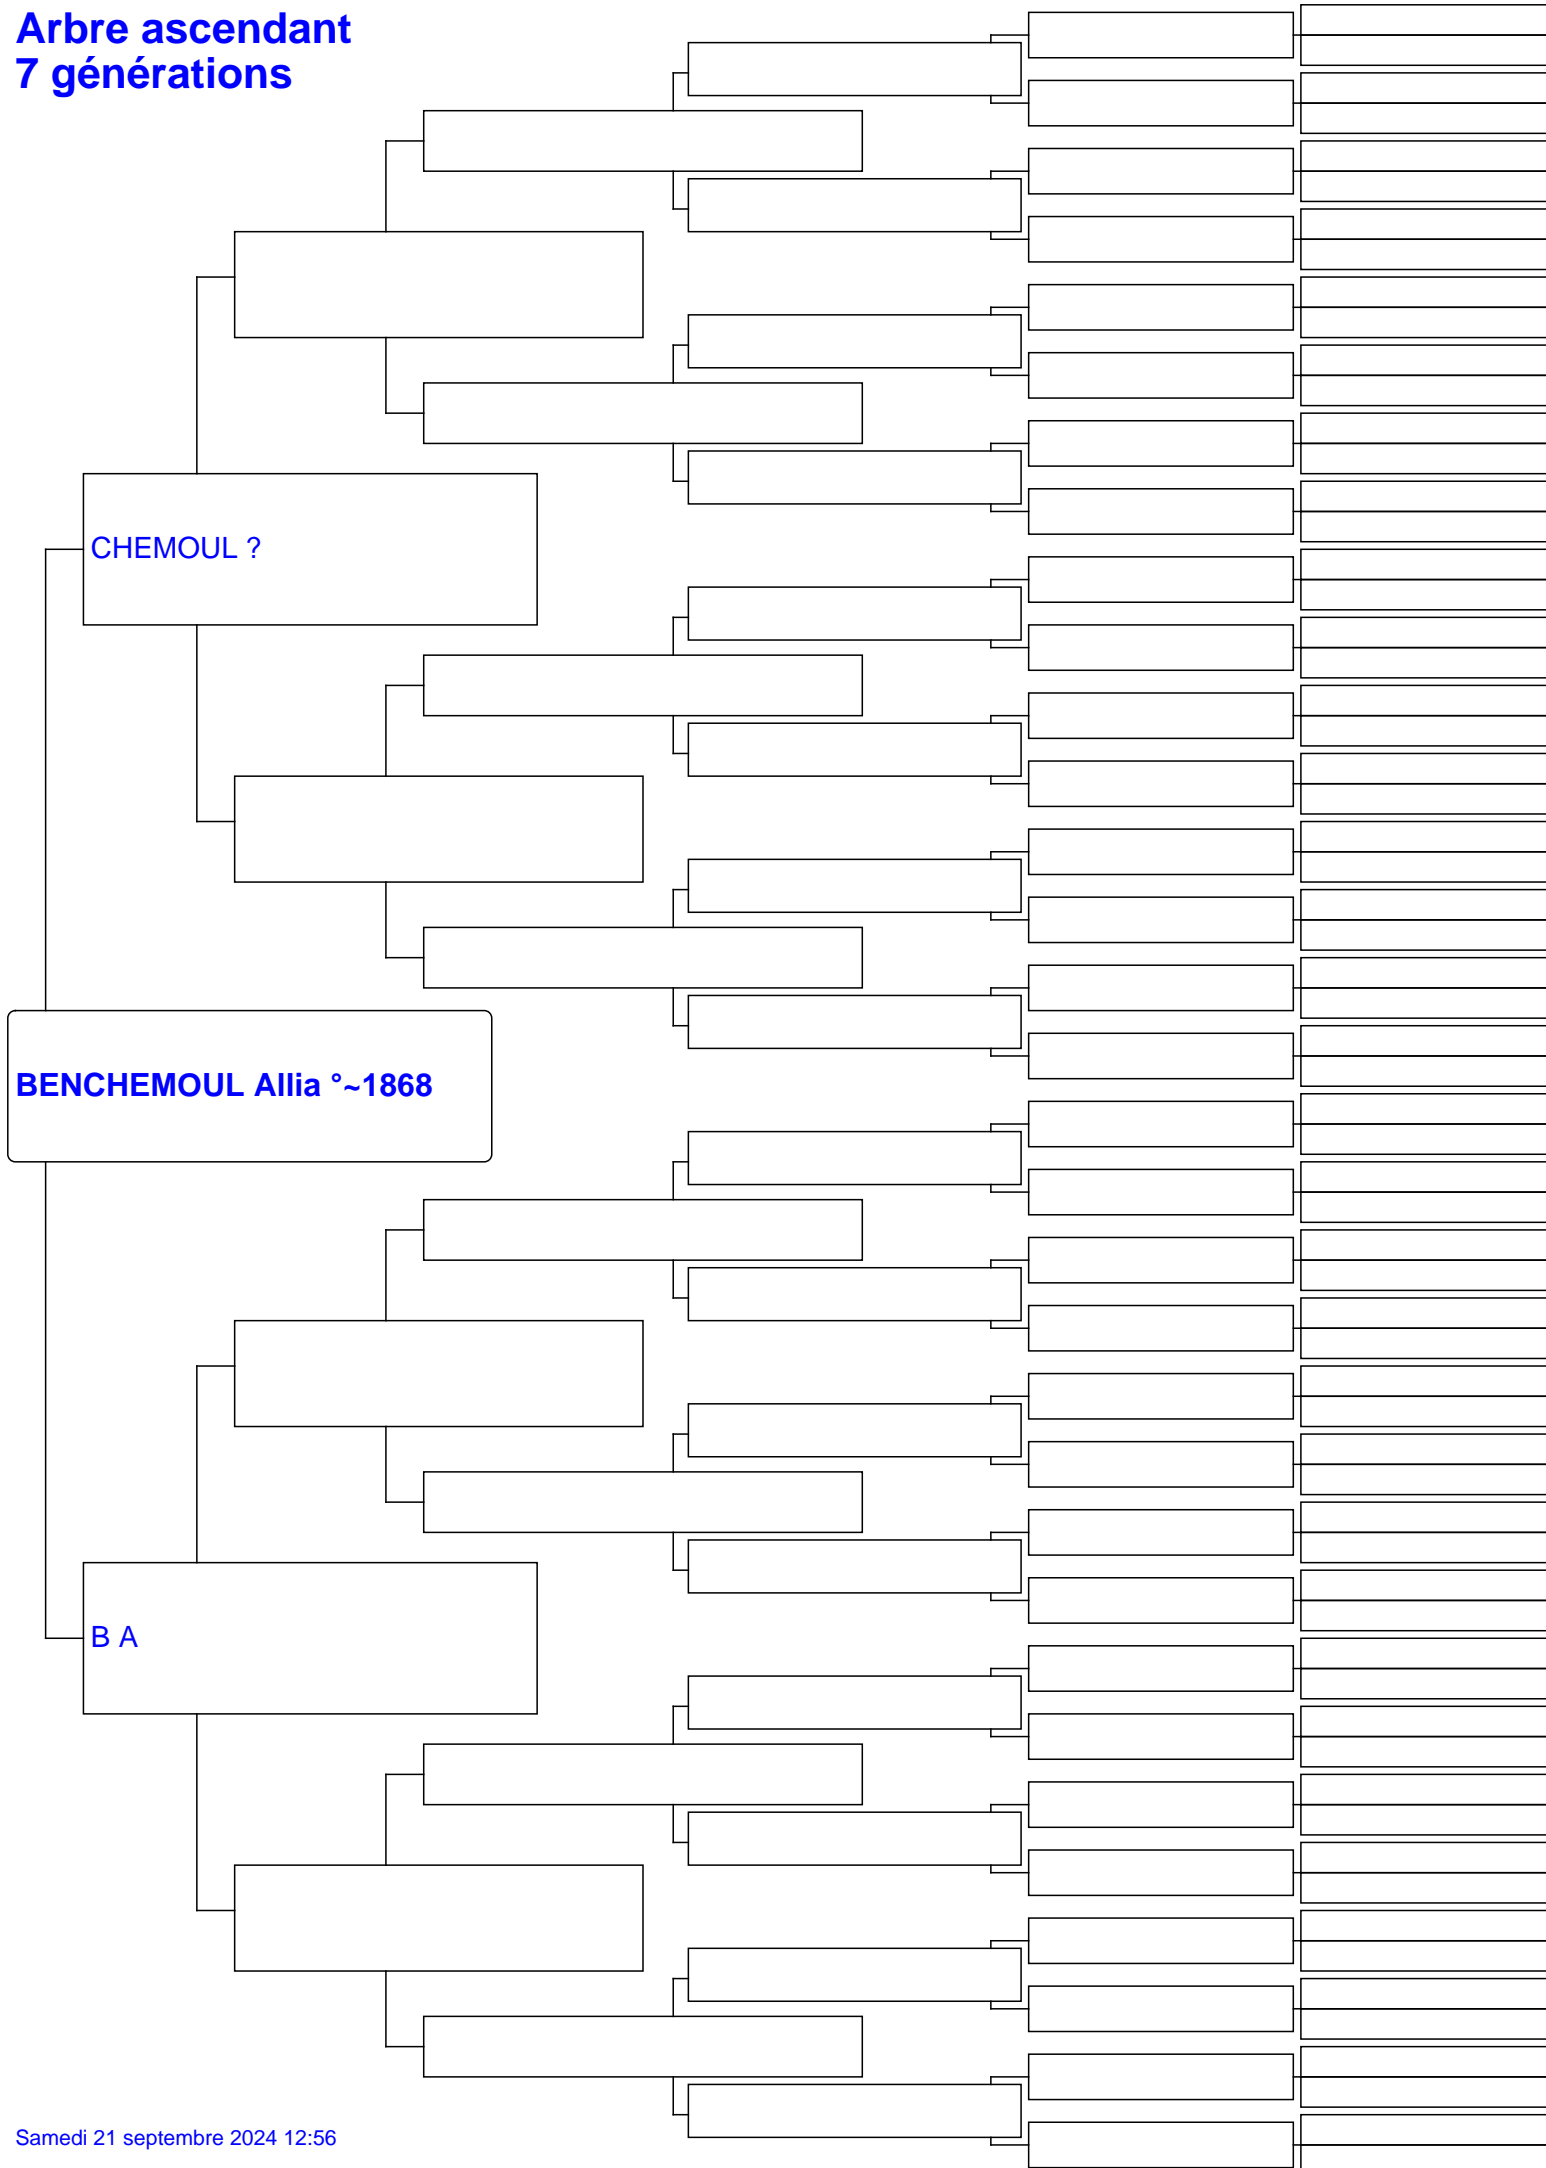 Arbre ascendant
7 générations
CHEMOUL ?
BENCHEMOUL Allia °~1868
B A
Samedi 21 septembre 2024 12:56